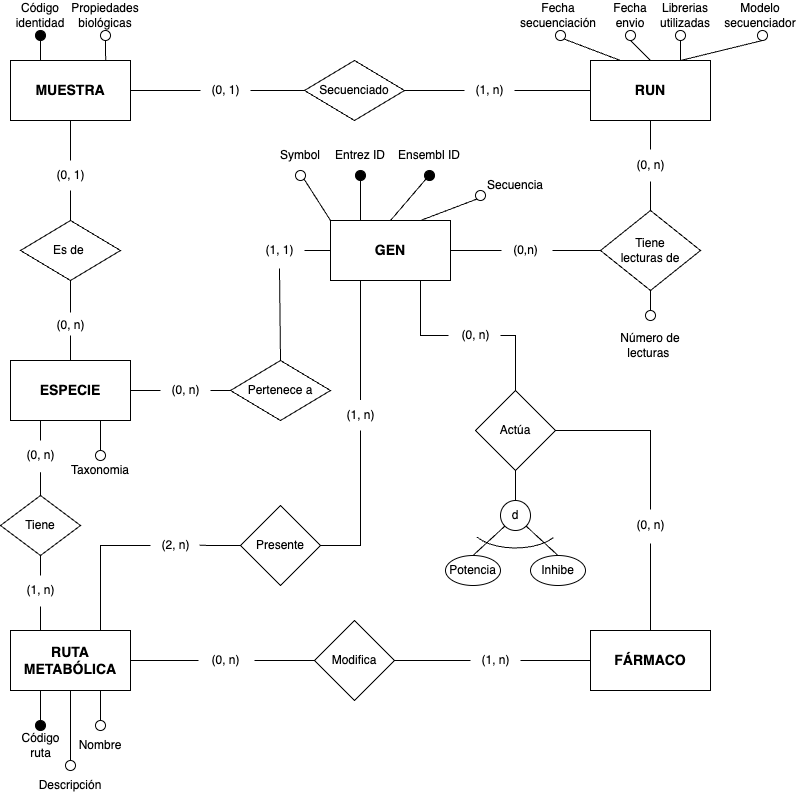 Código
identidad
Propiedades
biológicas
Fecha
secuenciación
Fecha
envio
Librerias
utilizadas
Modelo
secuenciador
MUESTRA
(0, 1)
Secuenciado
(1, n)
RUN
(0, 1)
Symbol
Entrez ID
Ensembl ID
Secuencia
(0, n)
Es de
(1, 1)
GEN
(0,n)
Tiene
lecturas de
(0, n)
(0, n)
Número de
lecturas
ESPECIE
(0, n)
Pertenece a
(1, n)
Taxonomia
(0, n)
Actúa
Tiene
(2, n)
Presente
d
Potencia
Inhibe
(0, n)
(1, n)
RUTA
METABÓLICA
(0, n)
Modifica
(1, n)
FÁRMACO
Código
ruta
Nombre
Descripción